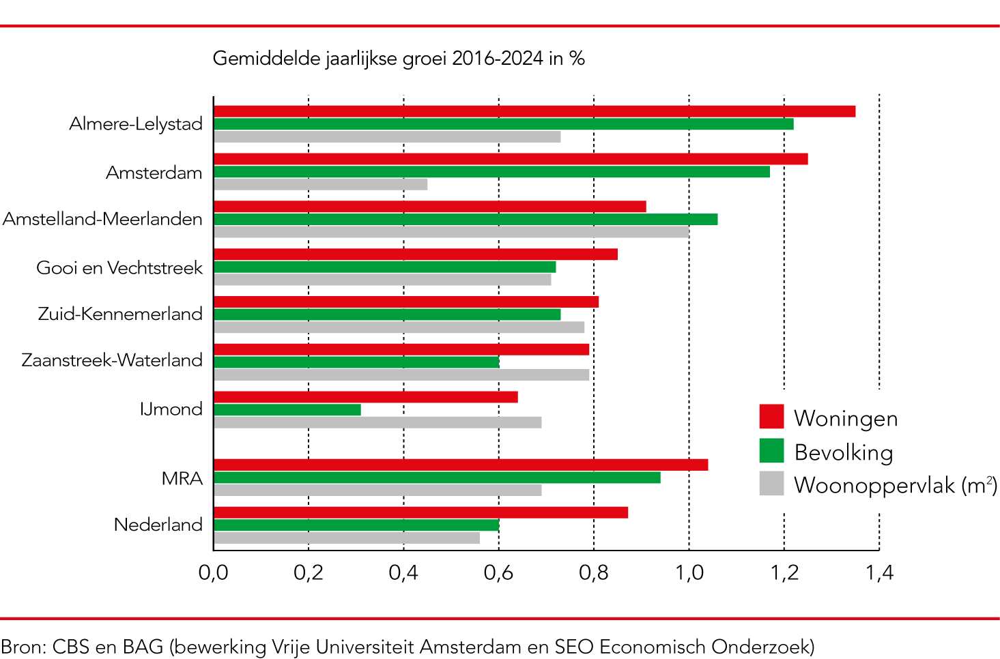 Gemiddelde jaarlijkse groei 2016-2024 in %
Almere-Lelystad
Amsterdam
Amstelland-Meerlanden
Gooi en Vechtstreek
Zuid-Kennemerland
Zaanstreek-Waterland
IJmond
MRA
Nederland
Woningen
Bevolking
Woonoppervlak (m²)
0,0 0,2 0,4 0,6 0,8 1,0 1,2 1,4
Bron: CBS en BAG (bewerking Vrije Universiteit Amsterdam en SEO Economisch Onderzoek)